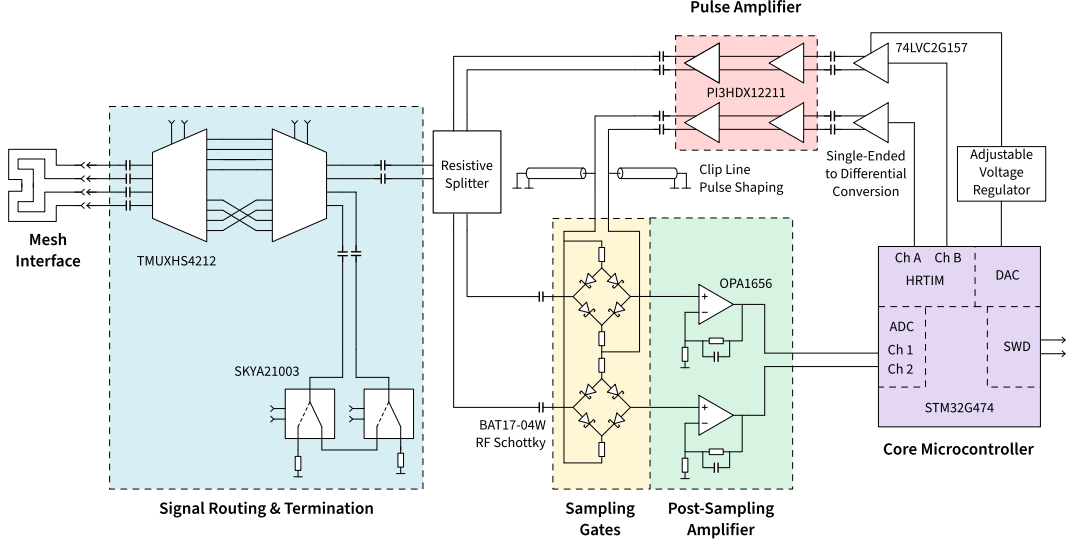 Pulse Amplifier
74LVC2G157
PI3HDX12211
Resistive
Splitter
Clip Line
Pulse Shaping
Single-Ended
to Differential
Conversion
Adjustable
Voltage
Regulator
Mesh
Interface
TMUXHS4212
Ch A
Ch B
HRTIM
DAC
OPA1656
+
−
ADC
Ch 1
Ch 2
SWD
STM32G474
SKYA21003
BAT17-04W
RF Schottky
+
−
Core Microcontroller
Signal Routing & Termination
Sampling
Gates
Post-Sampling
Amplifier